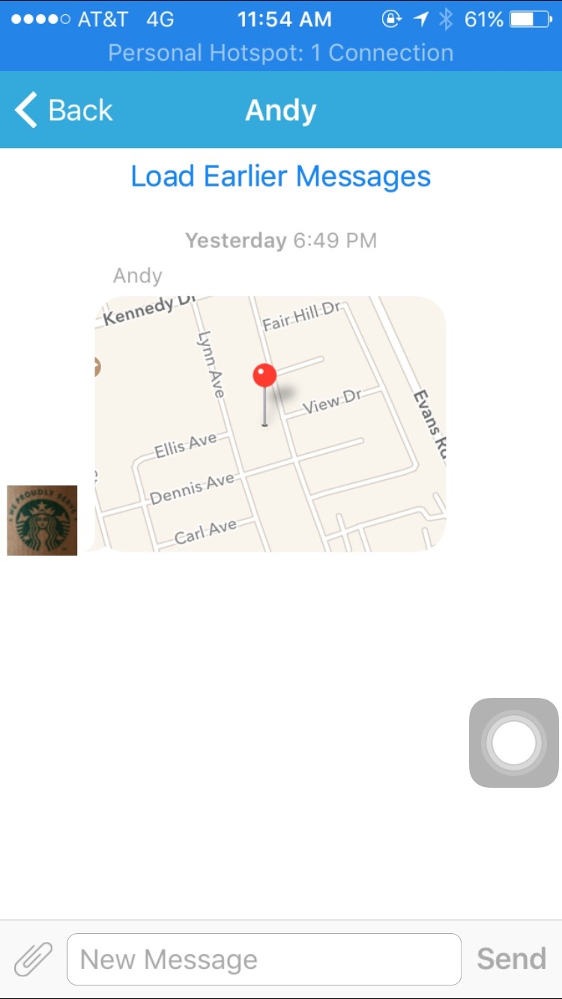 AT&T 4G 11:54 AM 61%
Personal Hotspot: 1 Connection
Back Andy
Load Earlier Messages
Yesterday 6:49 PM
Andy
Kennedy
Fair Hill Dr
Lynn Ave
View Dr
Evans
Ellis Ave
Dennis Ave
Carl Ave
WE PROUDLY SERVE
New Message Send